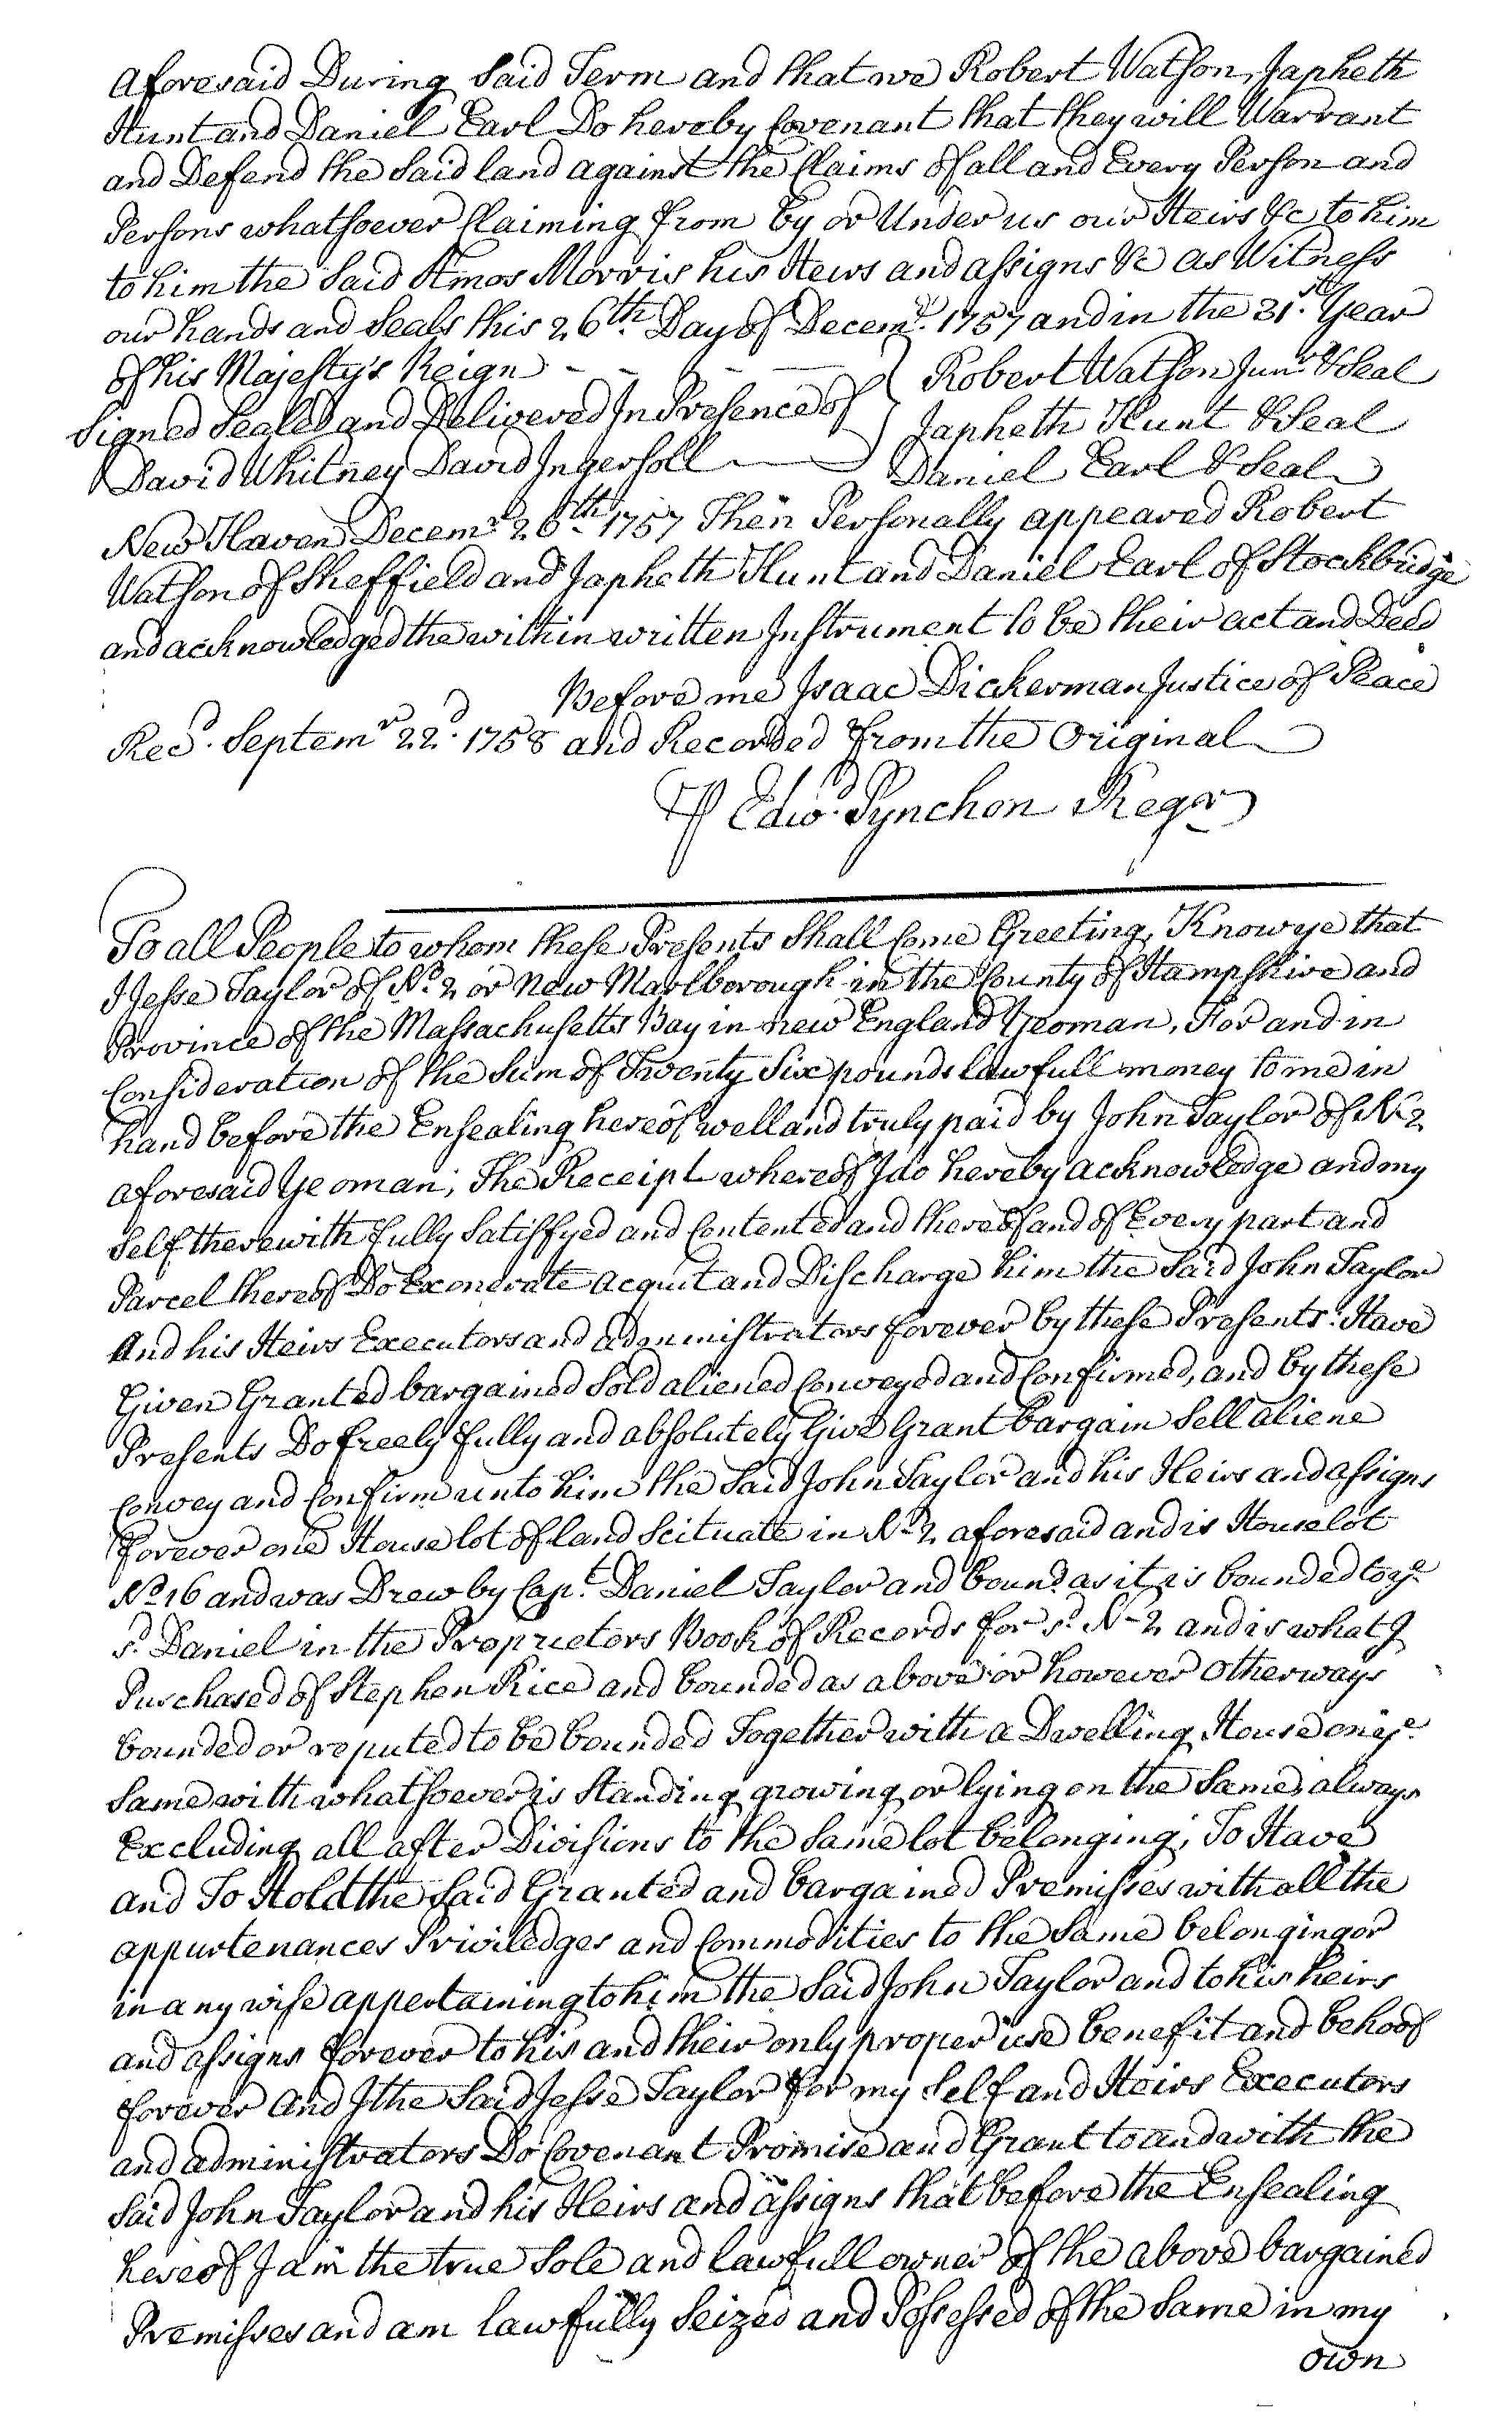 aforesaid During Said Term and that we Robert Watson, Japheth
Hunt and Daniel Earl Do hereby Covenant that they will Warrant
and Defend the Said land against the Claims of all and Every Person and
Persons whatsoever Claiming from by or Under us our Heirs &c to him
to him the Said Amos Morris his Heirs and assigns &c as Witness
our hands and Seals this 26th. Day of Decemr. 1757 and in the 31st. Year
of his Majesty's Reign - - - -
Signed Sealed and Delivered In Presence of } Robert Watson Junr. & Seal
David Whitney David Ingersoll } Japheth Hunt & Seal
Daniel Earl & Seal
New Haven Decemr. 26th. 1757 Then Personally appeared Robert
Watson of Sheffield and Japheth Hunt and Daniel Earl of Stockbridge
and acknowledged the within written Instrument to be their act and Deed
Before me Isaac Dickerman Justice of Peace
Recd. Septemr. 22d. 1758 and Recorded from the Original
P Edwd. Pynchon Regr
To all People to whom these Presents Shall Come Greeting, Know ye that
I Jesse Taylor of No. 2 or New Marlborough in the County of Hampshire and
Province of the Massachusetts Bay in new England Yeoman, For and in
Consideration of the Sum of Twenty Six pounds lawfull money to me in
hand before the Ensealing hereof well and truly paid by John Taylor of No. 2
aforesaid Yeoman; The Receipt whereof I do hereby acknowledge and my
Self therewith fully Satisfyed and Contented and thereof and of Every part and
Parcel thereof Do Exonerate acquit and Discharge him the Said John Taylor
And his Heirs Executors and administrators forever by these Presents: Have
Given Granted bargained Sold aliened Conveyed and Confirmed, and by these
Presents Do freely fully and absolutely Give Grant bargain Sell aliene
Convey and Confirm unto him the Said John Taylor and his Heirs and assigns
Forever one House lot of land Scituate in No. 2 aforesaid and is House lot
No. 16 and was Drew by Capt. Daniel Taylor and bound as it is bounded to ye
sd. Daniel in the Proprietors Book of Records for sd. No. 2 and is what I
Purchased of Stephen Rice and bounded as above or however otherways
bounded or reputed to be bounded Together with a Dwelling House on ye
Same with whatsoever is Standing growing or lying on the Same, always
Excluding all after Divisions to the Same lot belonging; To Have
and To Hold the Said Granted and bargained Premisses with all the
appurtenances Priviledges and Commodities to the Same belonging or
in any wise appertaining to him the Said John Taylor and to his heirs
and assigns forever to his and their only proper use benefit and behoof
forever And I the Said Jesse Taylor for my Self and Heirs Executors
and administrators Do Covenant Promise and Grant to and with the
Said John Taylor and his Heirs and assigns that before the Ensealing
hereof I am the true Sole and lawfull owner of the above bargained
Premisses and am lawfully Seized and Possessed of the Same in my
own